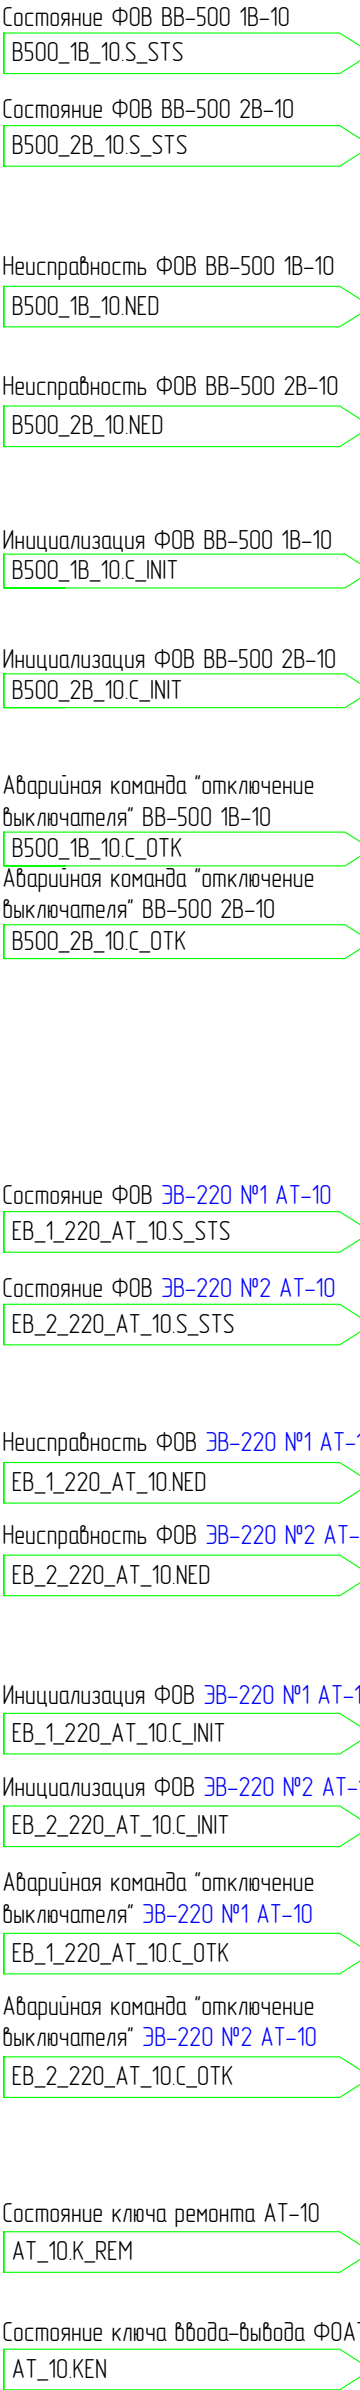 Состояние ФОВ ВВ-500 1В-10
B500_1B_10.S_STS
Состояние ФОВ ВВ-500 2В-10
B500_2B_10.S_STS
Неисправность ФОВ ВВ-500 1В-10
B500_1B_10.NED
Неисправность ФОВ ВВ-500 2В-10
B500_2B_10.NED
Инициализация ФОВ ВВ-500 1В-10
B500_1B_10.C_INIT
Инициализация ФОВ ВВ-500 2В-10
B500_2B_10.C_INIT
Аварийная команда "отключение
выключателя" ВВ-500 1В-10
B500_1B_10.C_OTK
Аварийная команда "отключение
выключателя" ВВ-500 2В-10
B500_2B_10.C_OTK
Состояние ФОВ ЭВ-220 №1 АТ-10
EB_1_220_AT_10.S_STS
Состояние ФОВ ЭВ-220 №2 АТ-10
EB_2_220_AT_10.S_STS
Неисправность ФОВ ЭВ-220 №1 АТ-1
EB_1_220_AT_10.NED
Неисправность ФОВ ЭВ-220 №2 АТ-
EB_2_220_AT_10.NED
Инициализация ФОВ ЭВ-220 №1 АТ-1
EB_1_220_AT_10.C_INIT
Инициализация ФОВ ЭВ-220 №2 АТ-1
EB_2_220_AT_10.C_INIT
Аварийная команда "отключение
выключателя" ЭВ-220 №1 АТ-10
EB_1_220_AT_10.C_OTK
Аварийная команда "отключение
выключателя" ЭВ-220 №2 АТ-10
EB_2_220_AT_10.C_OTK
Состояние ключа ремонта АТ-10
AT_10.K_REM
Состояние ключа ввода-вывода ФОАТ
AT_10.KEN